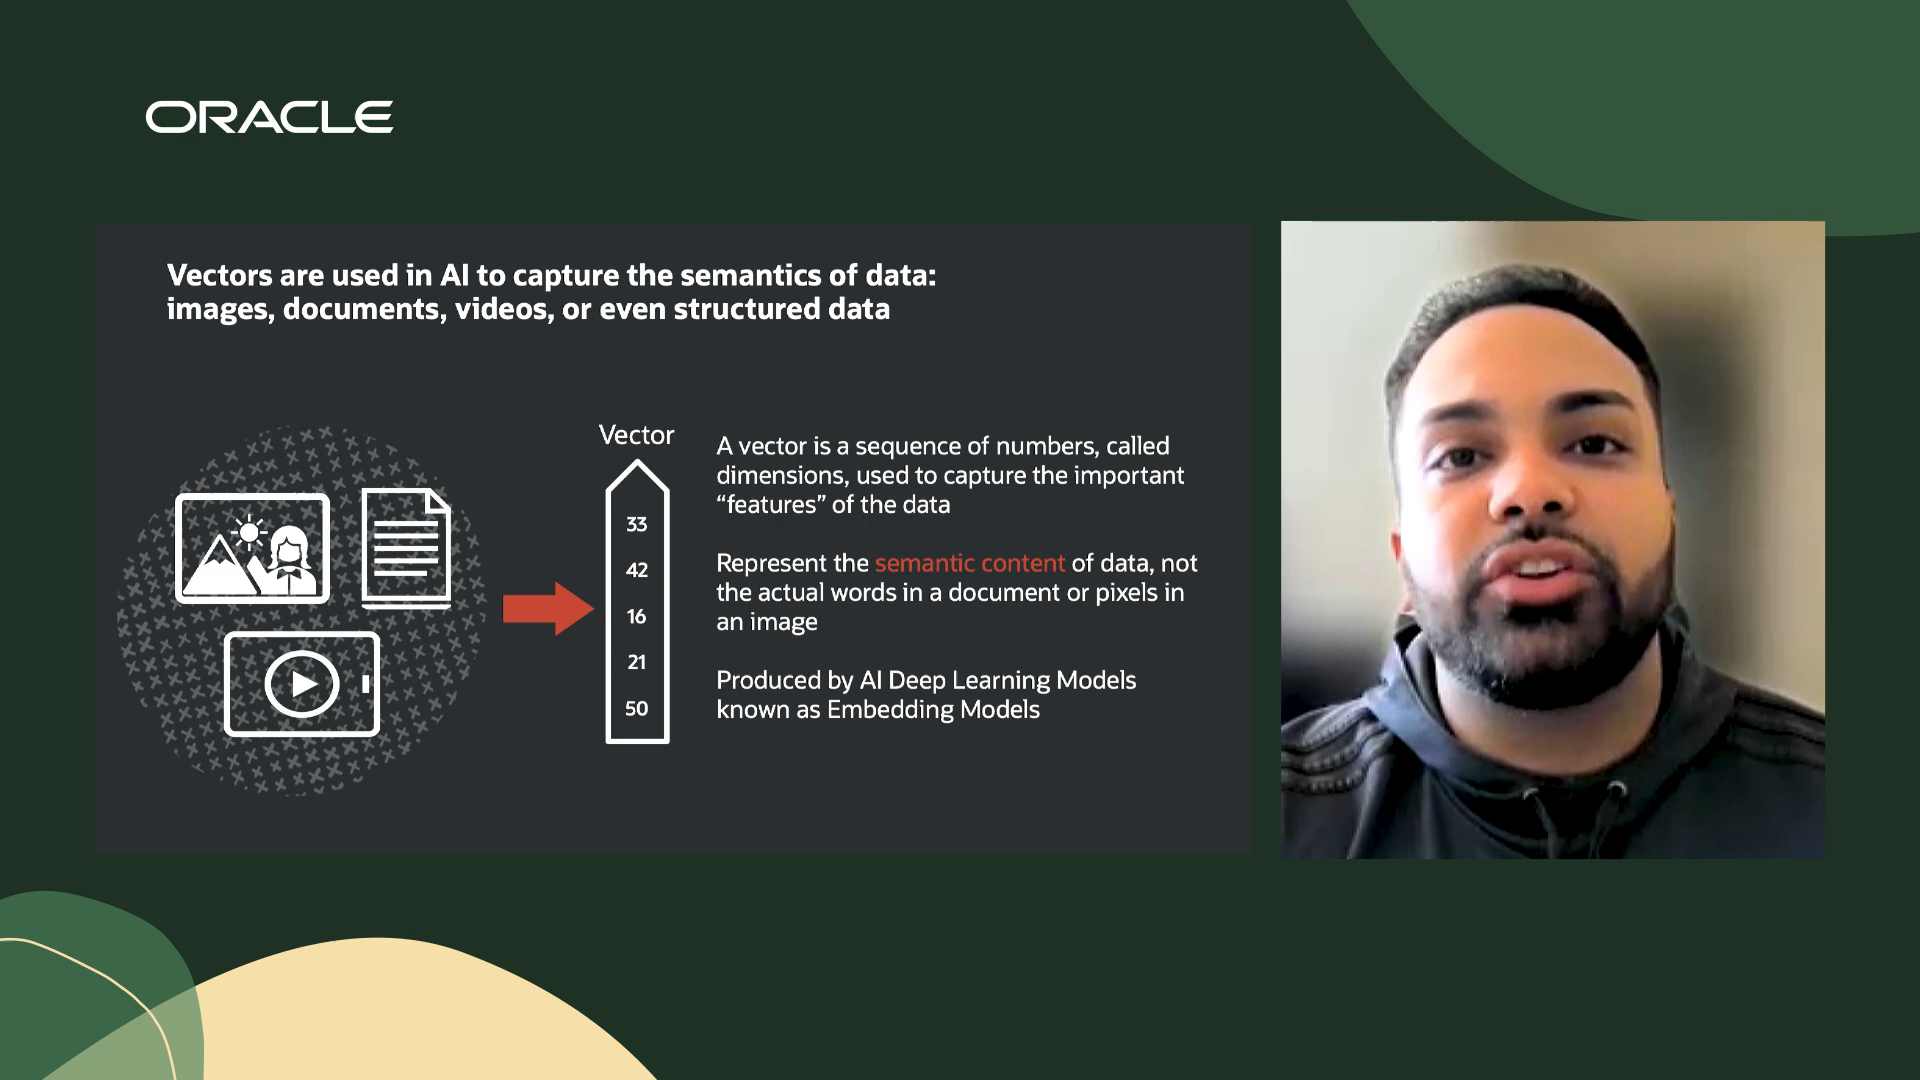 ORACLE
Vectors are used in AI to capture the semantics of data:
images, documents, videos, or even structured data
Vector
33
42
16
21
50
A vector is a sequence of numbers, called
dimensions, used to capture the important
“features” of the data
Represent the semantic content of data, not
the actual words in a document or pixels in
an image
Produced by AI Deep Learning Models
known as Embedding Models